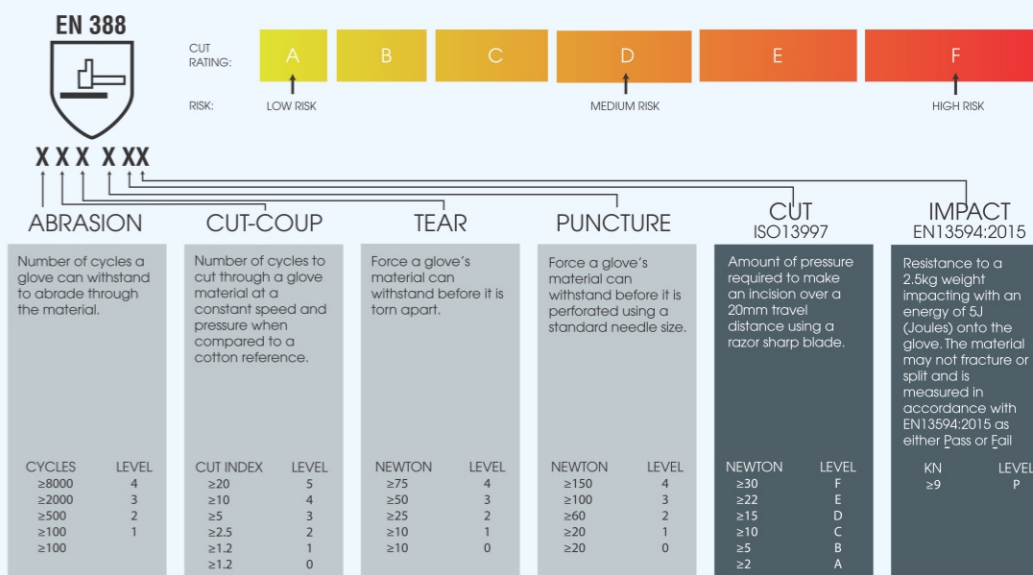 EN 388
CUT
RATING:
A B C D E F
RISK:
LOW RISK MEDIUM RISK HIGH RISK
X X X X X X
ABRASION
Number of cycles a
glove can withstand
to abrade through
the material.
CYCLES LEVEL
≥8000 4
≥2000 3
≥500 2
≥100 1
≥100
CUT-COUP
Number of cycles to
cut through a glove
material at a
constant speed and
pressure when
compared to a
cotton reference.
CUT INDEX LEVEL
≥20 5
≥10 4
≥5 3
≥2.5 2
≥1.2 1
≥1.2 0
TEAR
Force a glove's
material can
withstand before it is
torn apart.
NEWTON LEVEL
≥75 4
≥50 3
≥25 2
≥10 1
≥10 0
PUNCTURE
Force a glove's
material can
withstand before it is
perforated using a
standard needle size.
NEWTON LEVEL
≥150 4
≥100 3
≥60 2
≥20 1
≥20 0
CUT
ISO13997
Amount of pressure
required to make
an incision over a
20mm travel
distance using a
razor sharp blade.
NEWTON LEVEL
≥30 F
≥22 E
≥15 D
≥10 C
≥5 B
≥2 A
IMPACT
EN13594:2015
Resistance to a
2.5kg weight
impacting with an
energy of 5J
(Joules) onto the
glove. The material
may not fracture or
split and is
measured in
accordance with
EN13594:2015 as
either Pass or Fail
KN LEVEL
≥9 P